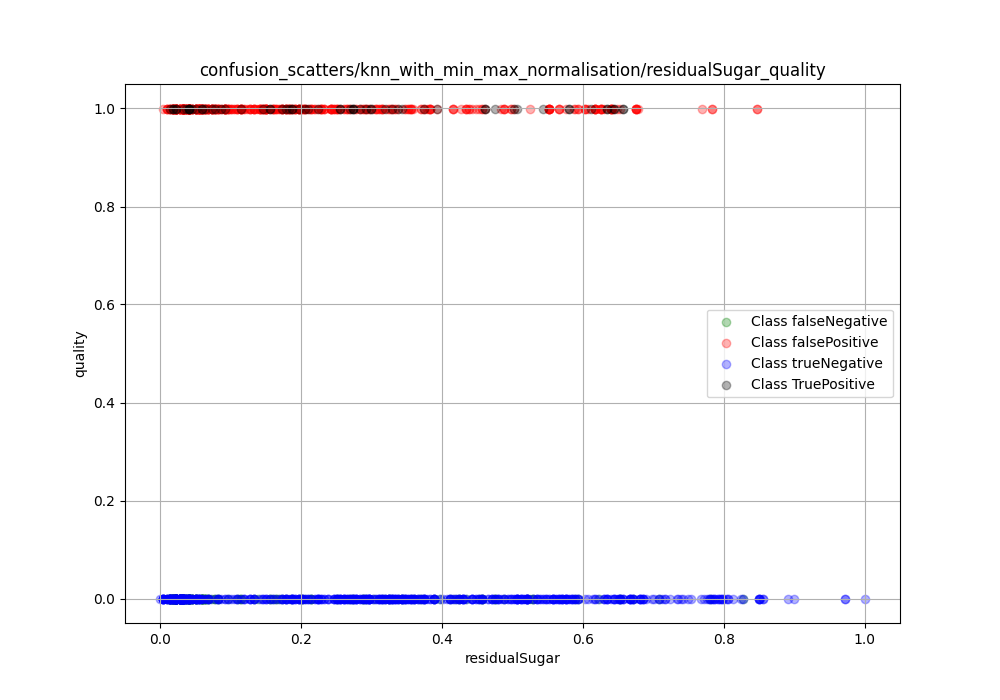 confusion_scatters/knn_with_min_max_normalisation/residualSugar_quality
1.0
0.8
0.6
0.4
0.2
0.0
quality
Class falseNegative
Class falsePositive
Class trueNegative
Class TruePositive
0.0 0.2 0.4 0.6 0.8 1.0
residualSugar